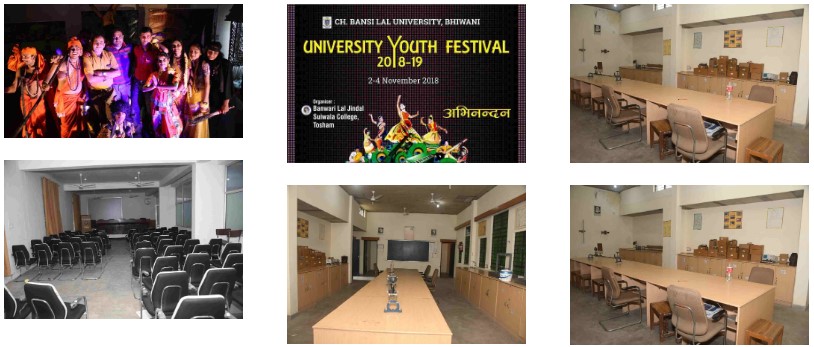 CH. BANSI LAL UNIVERSITY, BHIWANI
UNIVERSITY YOUTH FESTIVAL
2018-19
2-4 November 2018
Organiser :
Banwari Lal Jindal
Suiwala College,
Tosham
अभिनन्दन